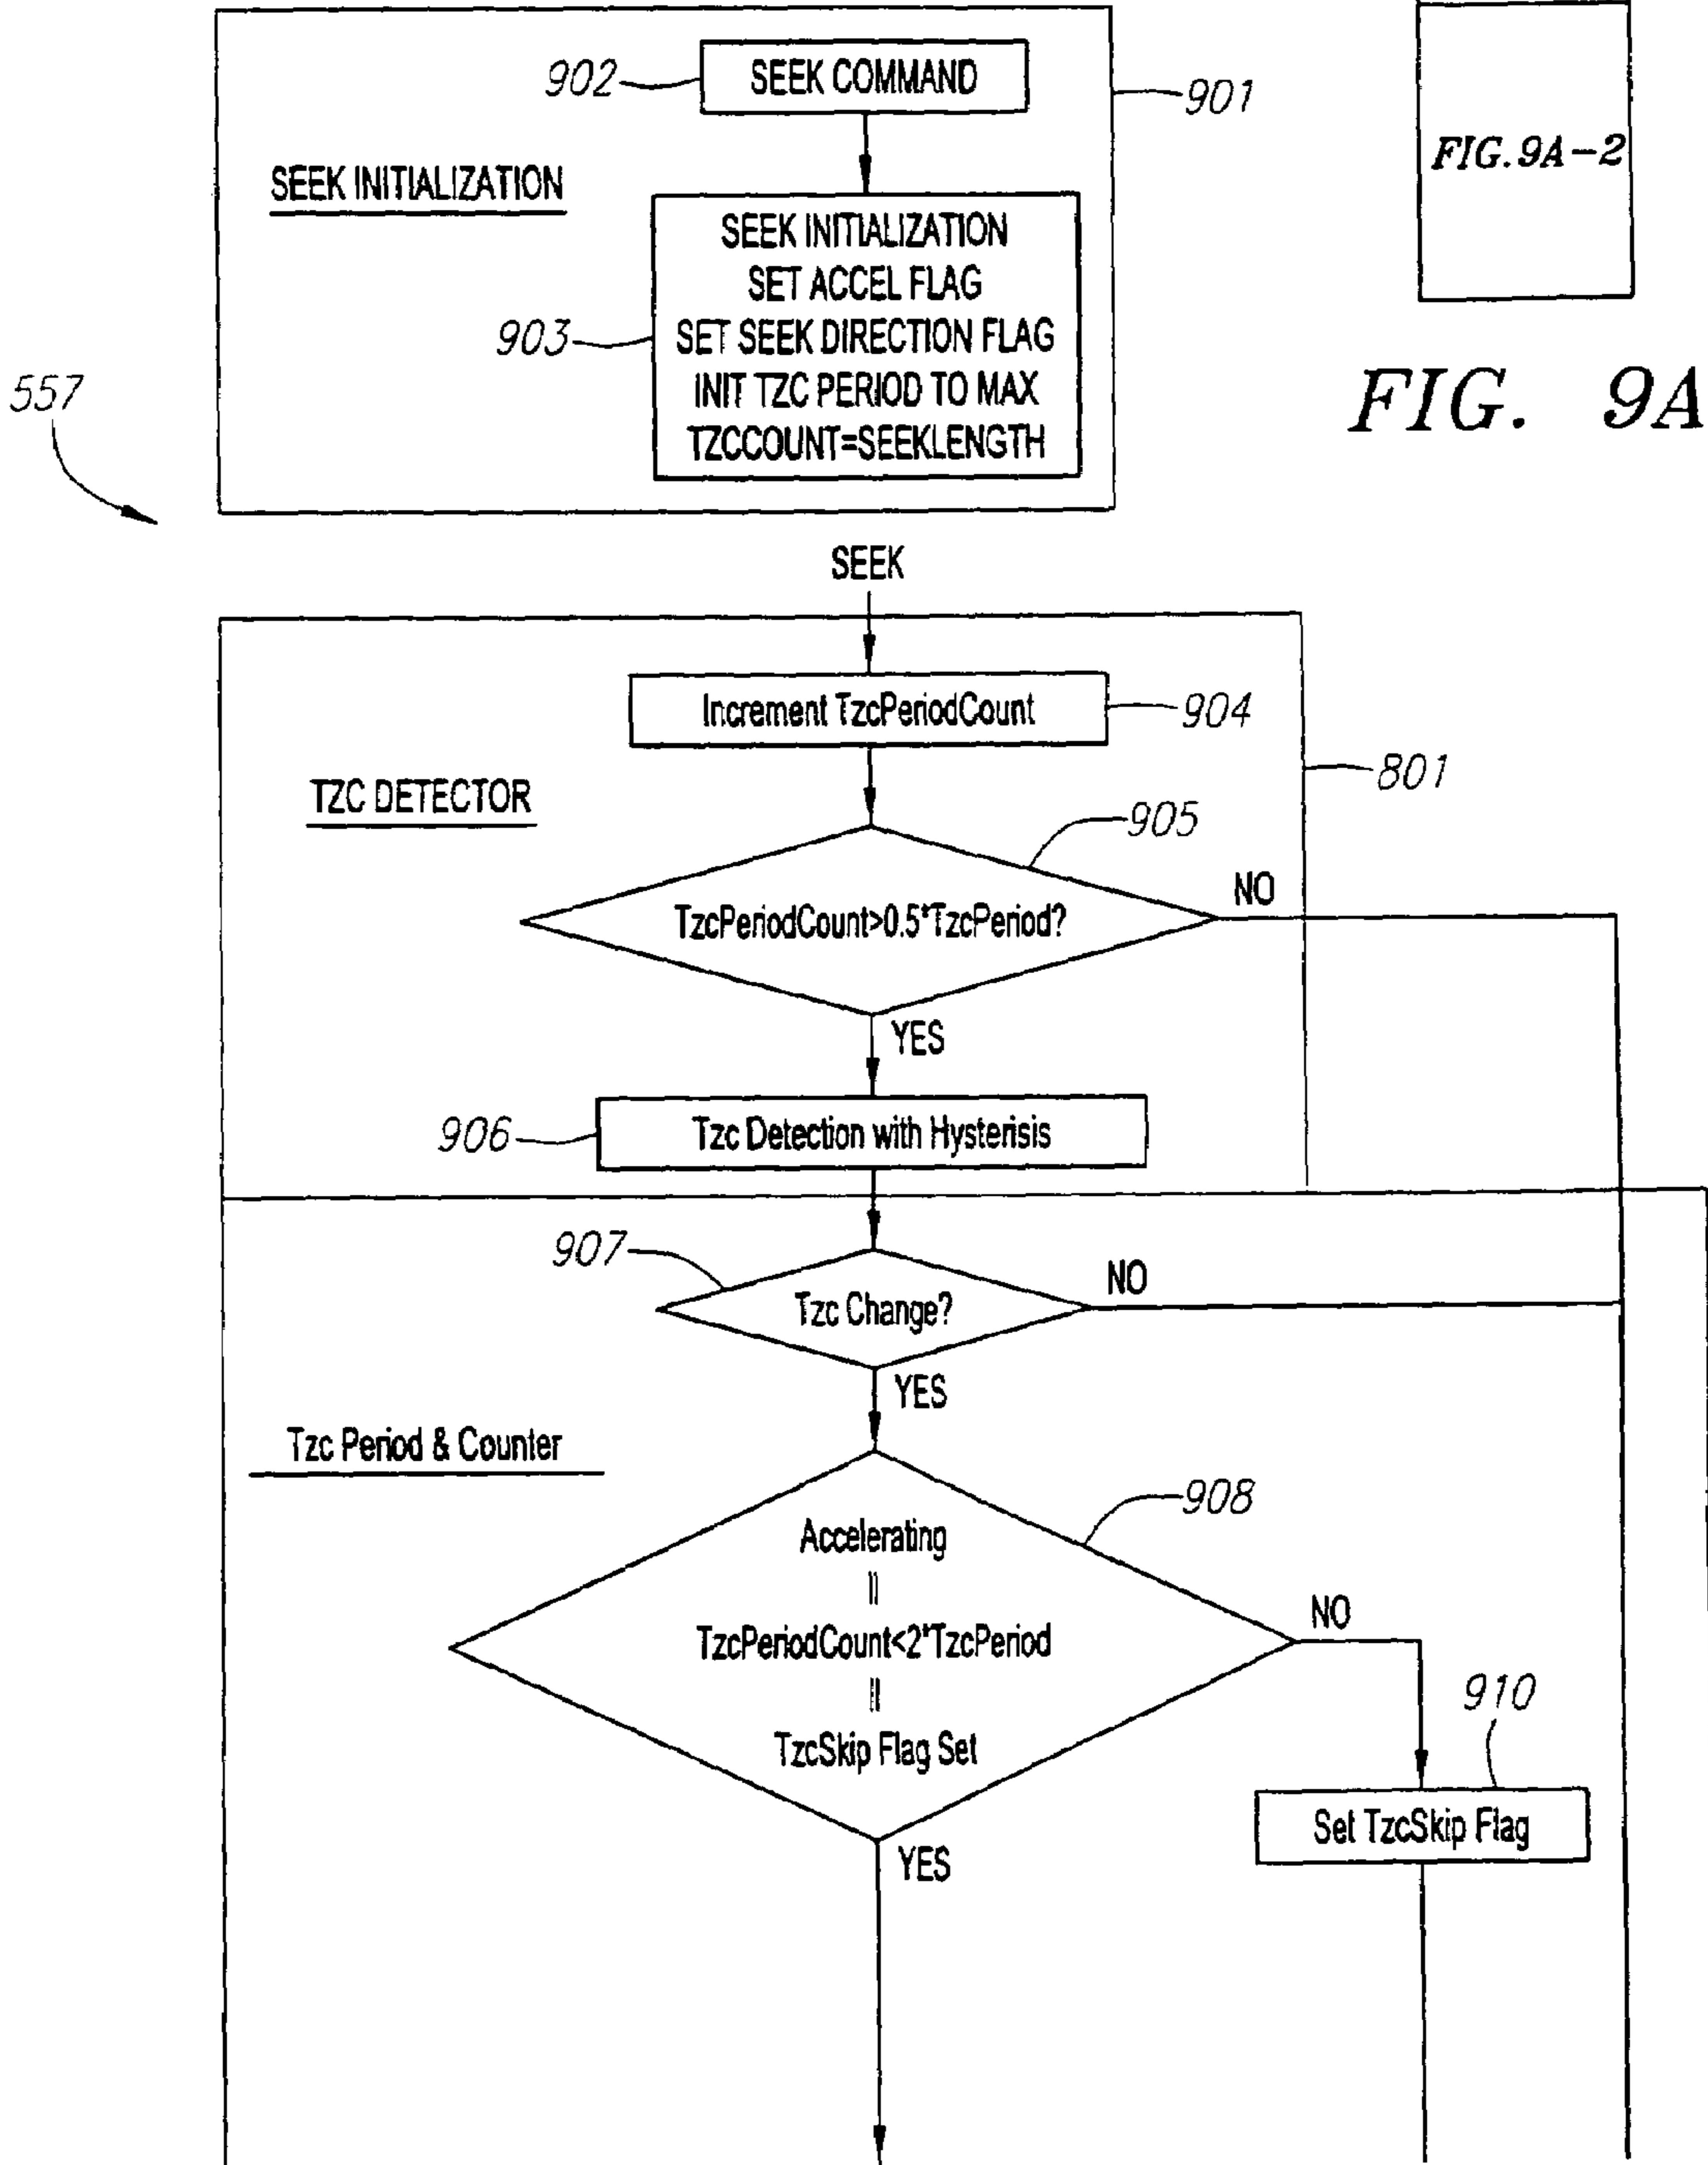 902
SEEK COMMAND
901
FIG.9A-2
SEEK INITIALIZATION
SEEK INITIALIZATION
SET ACCEL FLAG
SET SEEK DIRECTION FLAG
INIT TZC PERIOD TO MAX
TZCCOUNT=SEEKLENGTH
903
FIG. 9A
557
SEEK
Increment TzcPeriodCount
904
TZC DETECTOR
801
905
TzcPeriodCount>0.5*TzcPeriod?
NO
YES
906
Tzc Detection with Hysterisis
907
Tzc Change?
NO
YES
Tzc Period & Counter
908
Accelerating
||
TzcPeriodCount<2*TzcPeriod
||
TzcSkip Flag Set
NO
YES
910
Set TzcSkip Flag